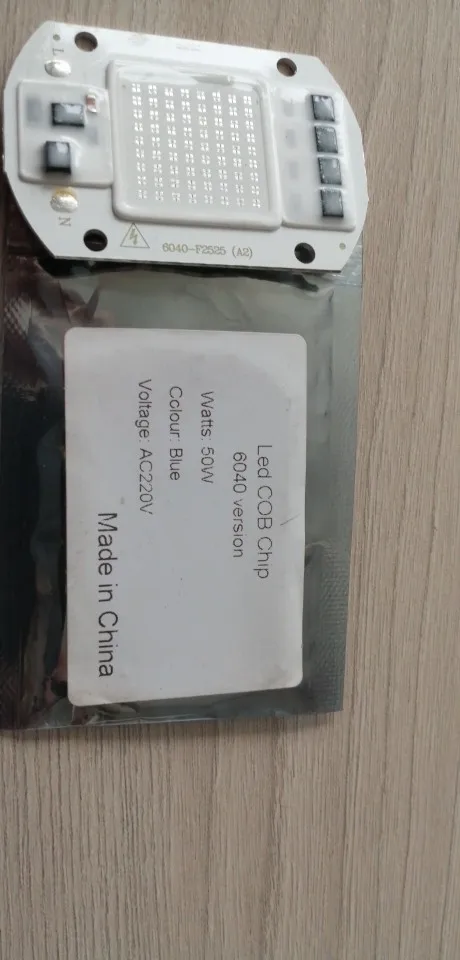 L
N
6040-F2525 (A2)
Led COB Chip
6040 version
Watts: 50W
Colour: Blue
Voltage: AC220V
Made in China